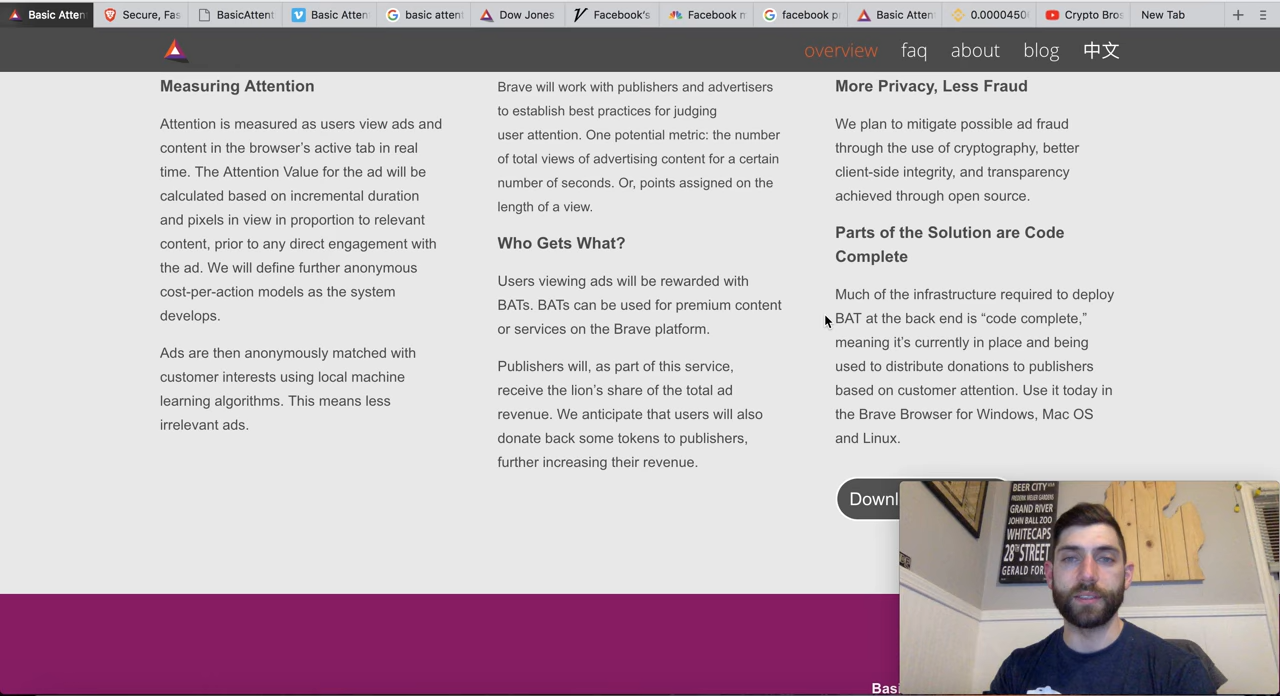 Basic Atten
Secure, Fas
BasicAttent
Basic Atten
basic attent
Dow Jones
Facebook's
Facebook n
facebook p
Basic Atten
0.00004500
Crypto Bros
New Tab
overview
faq
about
blog
中文
Measuring Attention
Attention is measured as users view ads and
content in the browser's active tab in real
time. The Attention Value for the ad will be
calculated based on incremental duration
and pixels in view in proportion to relevant
content, prior to any direct engagement with
the ad. We will define further anonymous
cost-per-action models as the system
develops.
Ads are then anonymously matched with
customer interests using local machine
learning algorithms. This means less
irrelevant ads.
Brave will work with publishers and advertisers
to establish best practices for judging
user attention. One potential metric: the number
of total views of advertising content for a certain
number of seconds. Or, points assigned on the
length of a view.
Who Gets What?
Users viewing ads will be rewarded with
BATs. BATs can be used for premium content
or services on the Brave platform.
Publishers will, as part of this service,
receive the lion's share of the total ad
revenue. We anticipate that users will also
donate back some tokens to publishers,
further increasing their revenue.
More Privacy, Less Fraud
We plan to mitigate possible ad fraud
through the use of cryptography, better
client-side integrity, and transparency
achieved through open source.
Parts of the Solution are Code
Complete
Much of the infrastructure required to deploy
BAT at the back end is “code complete,”
meaning it's currently in place and being
used to distribute donations to publishers
based on customer attention. Use it today in
the Brave Browser for Windows, Mac OS
and Linux.
Downl
BEER CITY
GRAND RIVER
JOHN BALL ZOO
WHITECAPS
28TH STREET
GERALD FOR
Basi